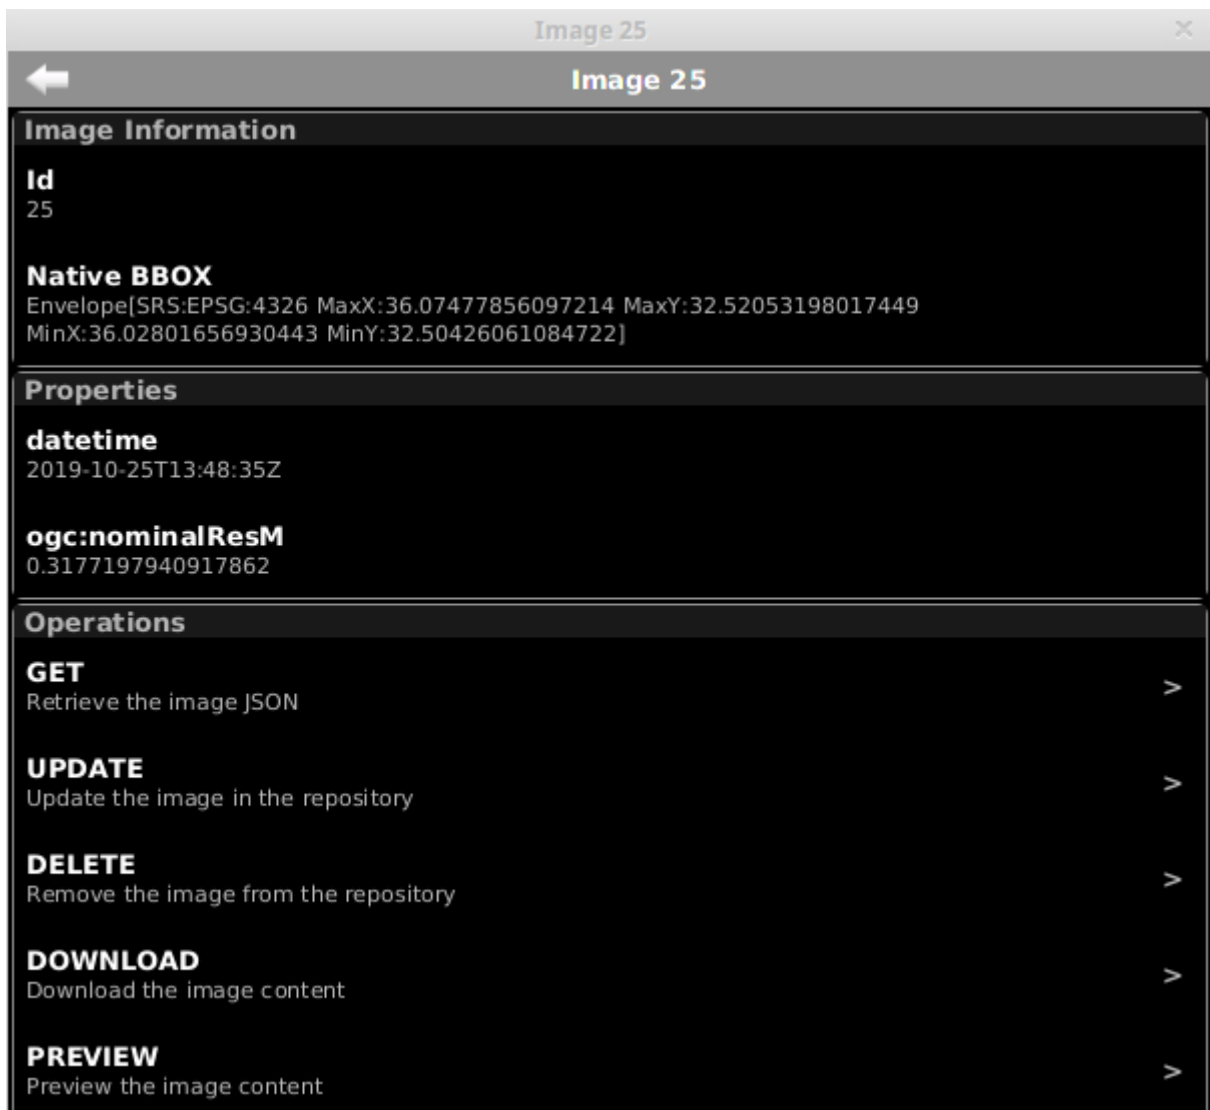 Image 25
Image 25
Image Information
Id
25
Native BBOX
Envelope[SRS:EPSG:4326 MaxX:36.07477856097214 MaxY:32.52053198017449
MinX:36.02801656930443 MinY:32.50426061084722]
Properties
datetime
2019-10-25T13:48:35Z
ogc:nominalResM
0.3177197940917862
Operations
GET
Retrieve the image JSON
>
UPDATE
Update the image in the repository
>
DELETE
Remove the image from the repository
>
DOWNLOAD
Download the image content
>
PREVIEW
Preview the image content
>